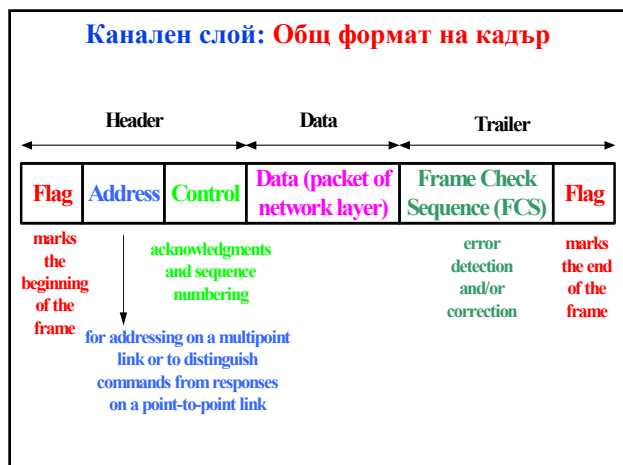 Канален слой: Общ формат на кадър
Header Data Trailer
Flag Address Control Data (packet of network layer) Frame Check Sequence (FCS) Flag
marks
the
beginning
of the
frame
acknowledgments
and sequence
numbering
error
detection
and/or
correction
marks
the end
of the
frame
for addressing on a multipoint
link or to distinguish
commands from responses
on a point-to-point link